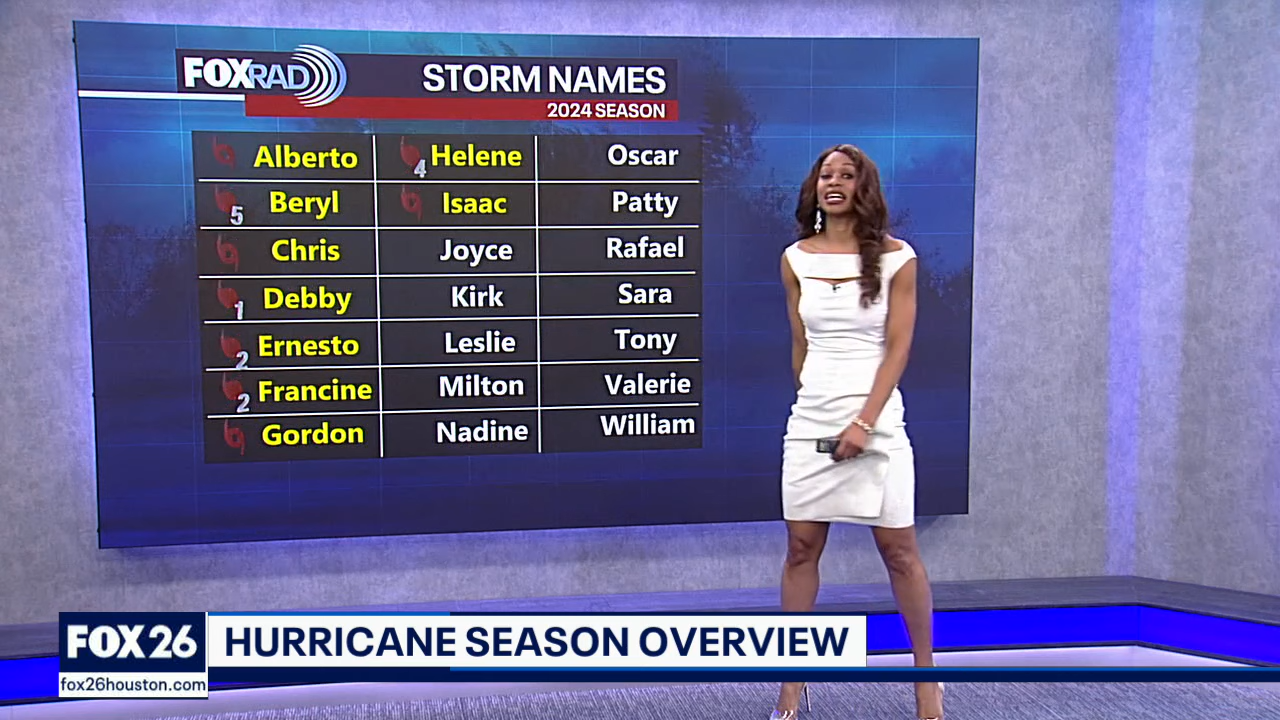 FOXRAD
STORM NAMES
2024 SEASON
Alberto 4 Helene Oscar
5 Beryl Isaac Patty
Chris Joyce Rafael
1 Debby Kirk Sara
2 Ernesto Leslie Tony
2 Francine Milton Valerie
Gordon Nadine William
FOX 26
HURRICANE SEASON OVERVIEW
fox26houston.com